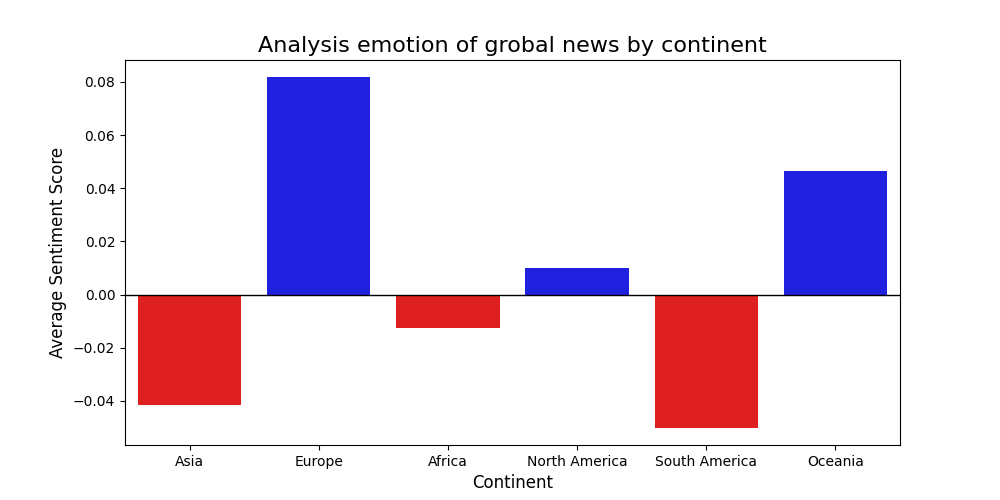 Analysis emotion of grobal news by continent
Average Sentiment Score
0.08
0.06
0.04
0.02
0.00
−0.02
−0.04
Asia
Europe
Africa
North America
South America
Oceania
Continent